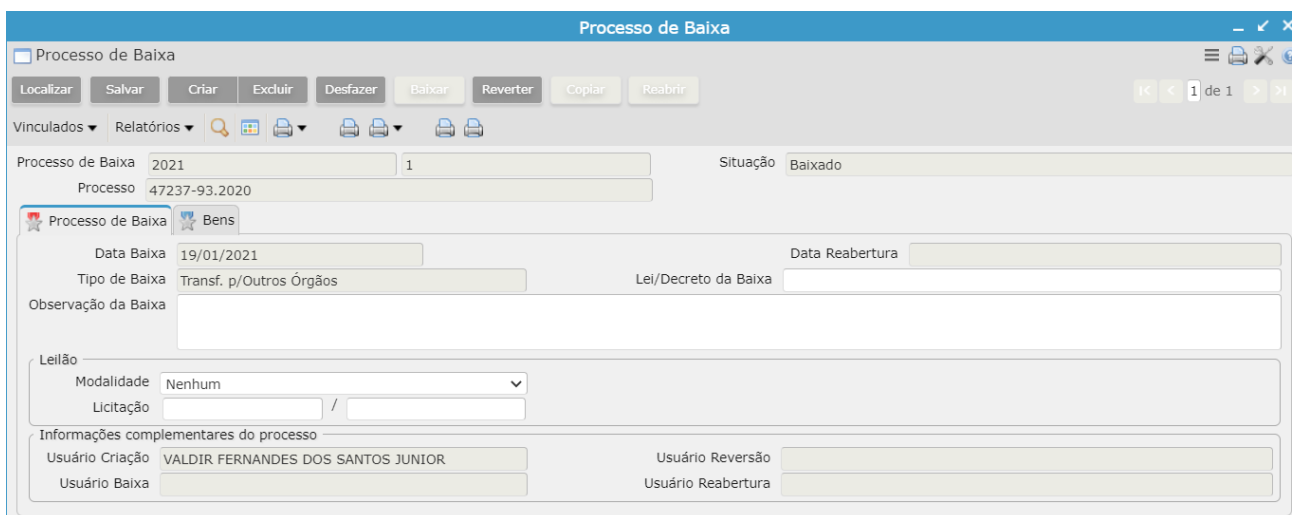 Processo de Baixa
Processo de Baixa
Localizar Salvar Criar Excluir Desfazer Baixar Reverter Copiar Reabrir 1 de 1
Vinculados Relatórios
Processo de Baixa 2021 1 Situação Baixado
Processo 47237-93.2020
Processo de Baixa Bens
Data Baixa 19/01/2021 Data Reabertura
Tipo de Baixa Transf. p/Outros Órgãos Lei/Decreto da Baixa
Observação da Baixa
Leilão
Modalidade Nenhum
Licitação /
Informações complementares do processo
Usuário Criação VALDIR FERNANDES DOS SANTOS JUNIOR Usuário Reversão
Usuário Baixa Usuário Reabertura